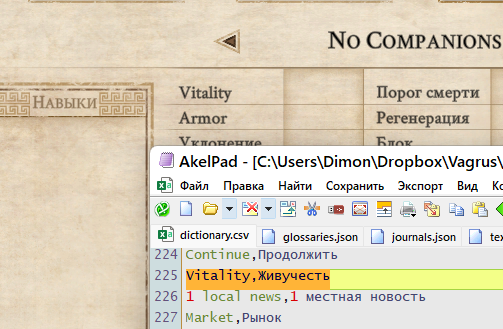 No Companions
Навыки
Vitality
Порог смерти
Armor
Регенерация
Уклонение
Блок
AkelPad - [C:\Users\Dimon\Dropbox\Vagrus\
Файл Правка Найти Сохранить Экспорт Вид
dictionary.csv glossaries.json journals.json
224 Continue,Продолжить
225 Vitality,Живучесть
226 1 local news,1 местная новость
227 Market,Рынок